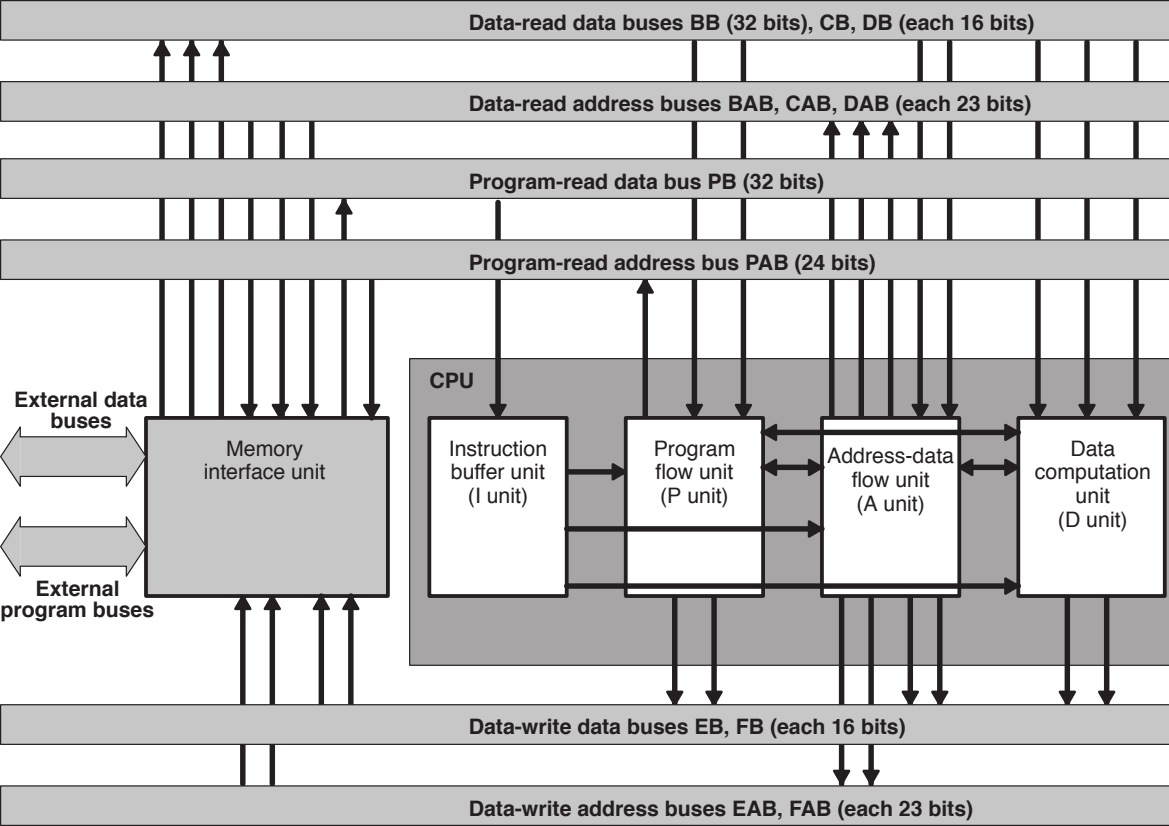 Data-read data buses BB (32 bits), CB, DB (each 16 bits)
Data-read address buses BAB, CAB, DAB (each 23 bits)
Program-read data bus PB (32 bits)
Program-read address bus PAB (24 bits)
CPU
External data
buses
Memory
interface unit
External
program buses
Instruction
buffer unit
(I unit)
Program
flow unit
(P unit)
Address-data
flow unit
(A unit)
Data
computation
unit
(D unit)
Data-write data buses EB, FB (each 16 bits)
Data-write address buses EAB, FAB (each 23 bits)